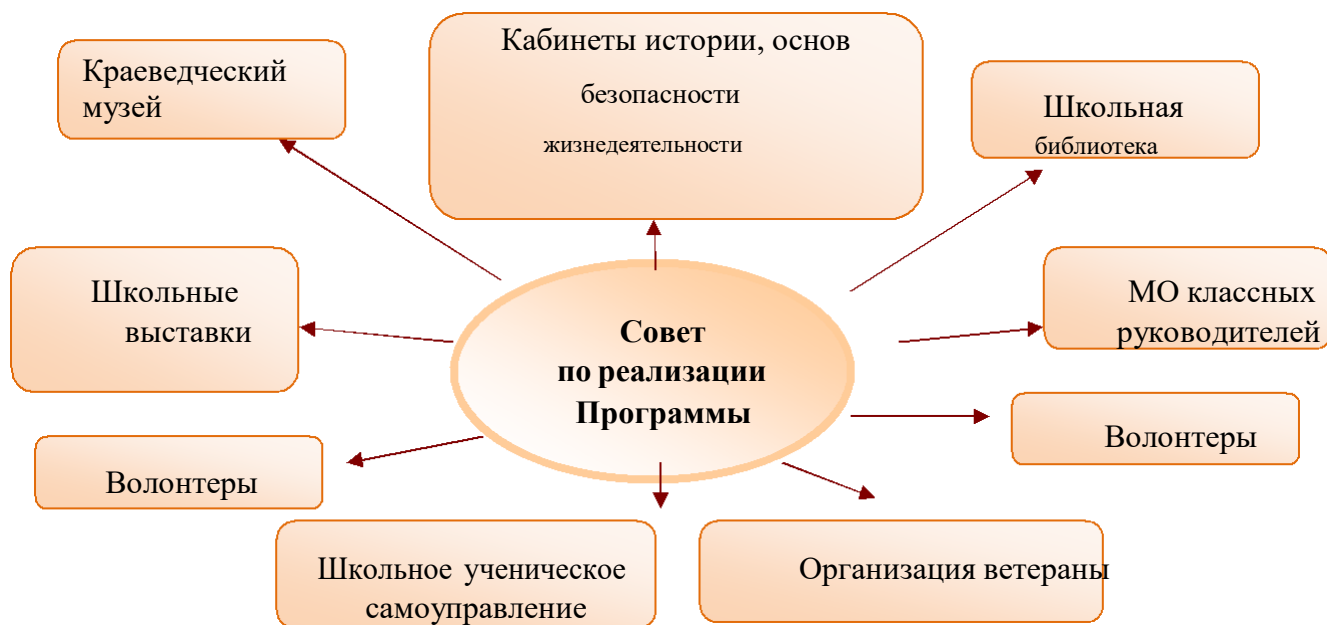 Кабинеты истории, основ
безопасности
жизнедеятельности
Краеведческий
музей
Школьная
библиотека
Школьные
выставки
Совет
по реализации
Программы
МО классных
руководителей
Волонтеры
Волонтеры
Школьное ученическое
самоуправление
Организация ветераны